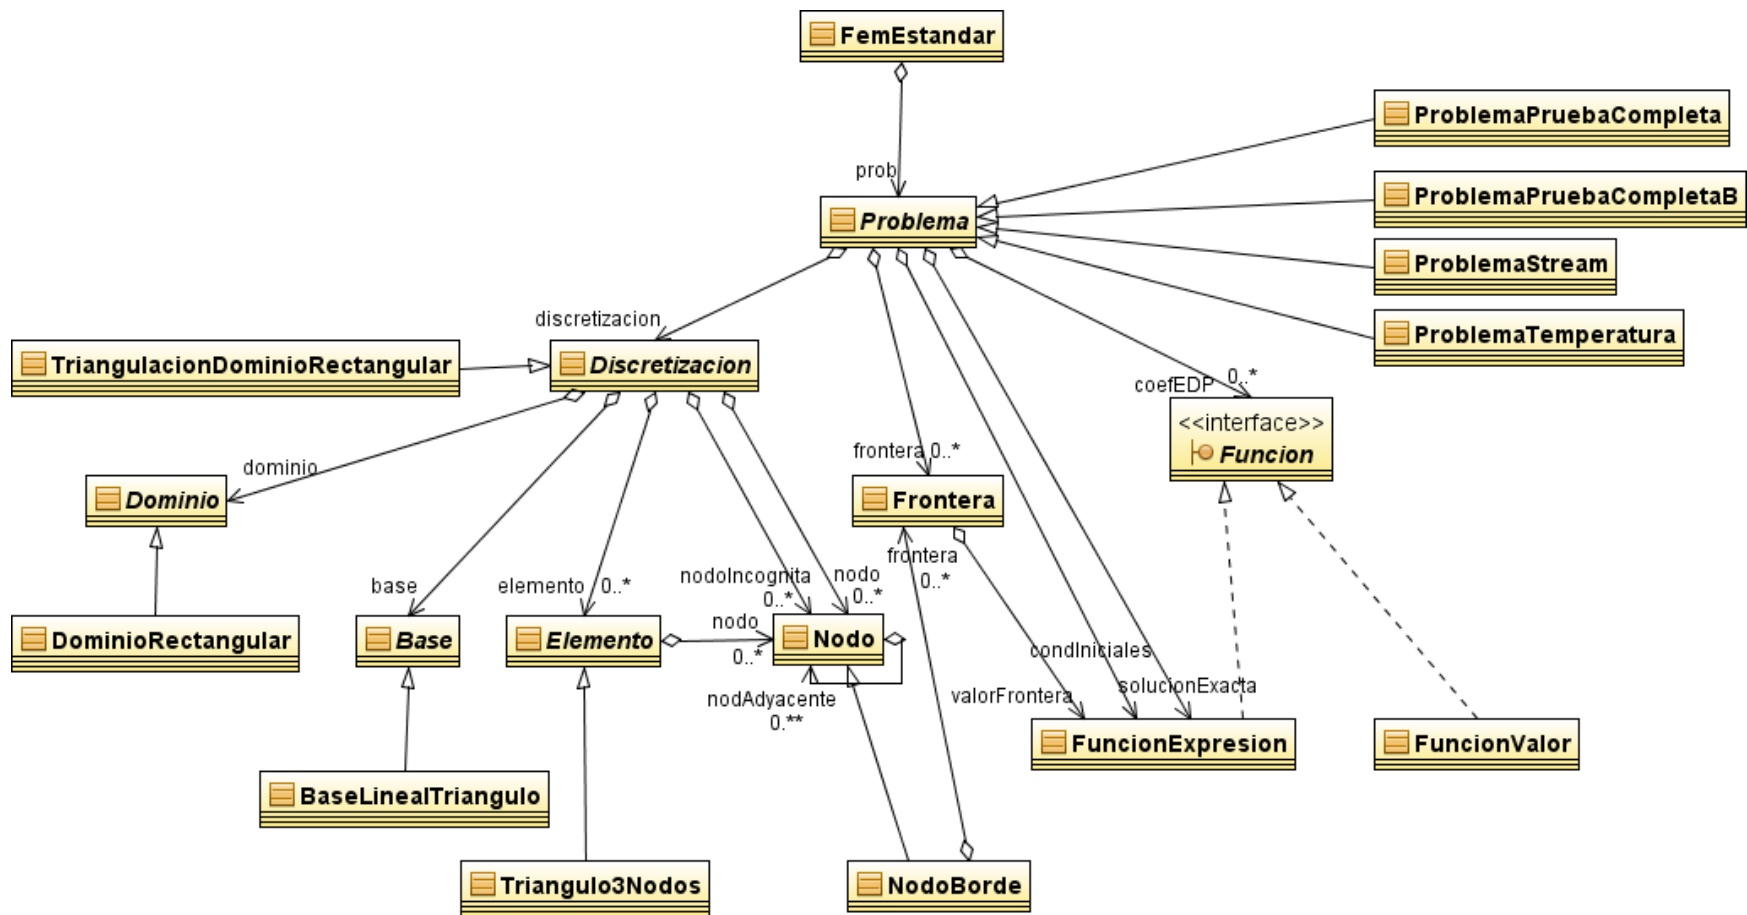 FemEstandar
ProblemaPruebaCompleta
prob
ProblemaPruebaCompletaB
Problema
ProblemaStream
discretizacion
ProblemaTemperatura
TriangulacionDominioRectangular
Discretizacion
coefEDP 0..*
<<interface>>
Funcion
frontera 0..*
dominio
Dominio
Frontera
frontera
0..*
base
elemento 0..*
nodoIncognita
0..*
nodo
0..*
DominioRectangular
Base
Elemento
nodo
0..*
Nodo
condIniciales
nodAdyacente
0.**
valorFrontera
solucionExacta
FuncionExpresion
FuncionValor
BaseLinealTriangulo
Triangulo3Nodos
NodoBorde